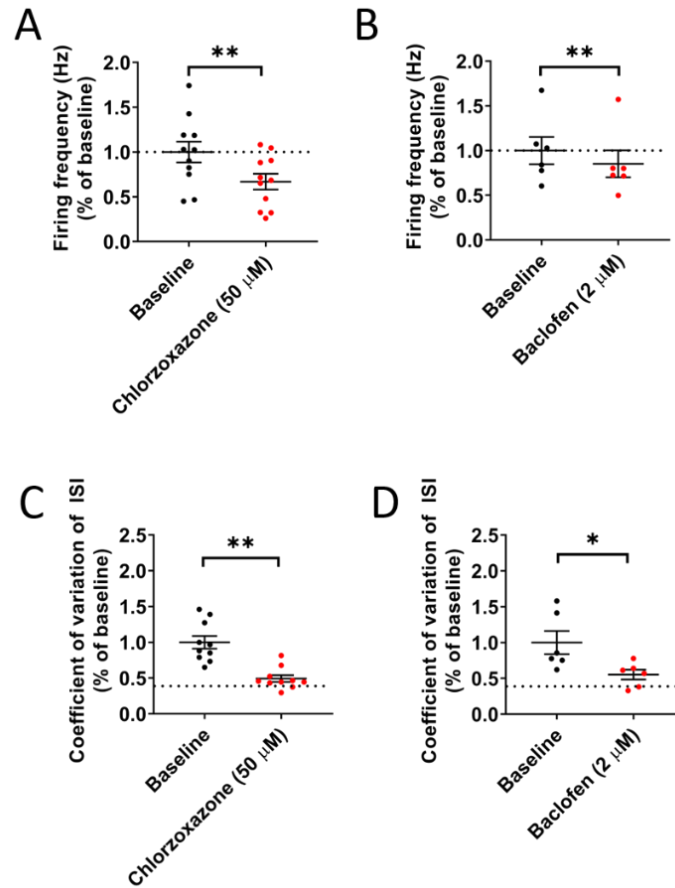 A
Firing frequency (Hz)
(% of baseline)
2.0
1.5
1.0
0.5
0.0
**
Baseline
Chlorzoxazone (50 μM)
B
Firing frequency (Hz)
(% of baseline)
2.0
1.5
1.0
0.5
0.0
**
Baseline
Baclofen (2 μM)
C
Coefficient of variation of ISI
(% of baseline)
2.5
2.0
1.5
1.0
0.5
0.0
**
Baseline
Chlorzoxazone (50 μM)
D
Coefficient of variation of ISI
(% of baseline)
2.5
2.0
1.5
1.0
0.5
0.0
*
Baseline
Baclofen (2 μM)